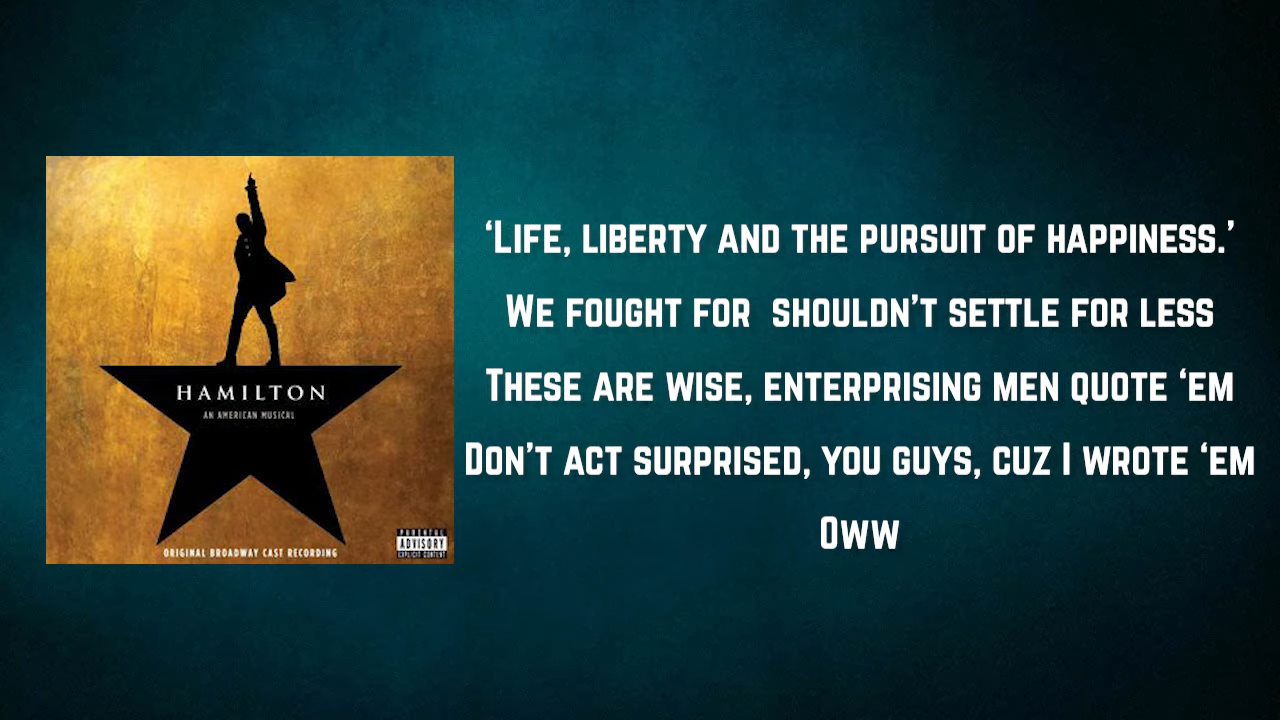 HAMILTON
AN AMERICAN MUSICAL
ORIGINAL BROADWAY CAST RECORDING
PARENTAL
ADVISORY
EXPLICIT CONTENT
‘Life, liberty and the pursuit of happiness.’
We fought for  shouldn’t settle for less
These are wise, enterprising men quote ‘em
Don’t act surprised, you guys, cuz I wrote ‘em
Oww